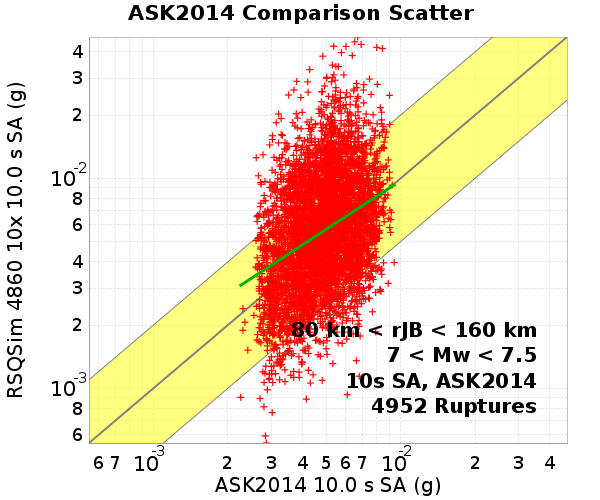 ASK2014 Comparison Scatter
RSQSim 4860 10x 10.0 s SA (g)
4
3
2
10-2
8
6
4
3
2
10-3
8
6
80 km < rJB < 160 km
7 < Mw < 7.5
10s SA, ASK2014
4952 Ruptures
6 7 10-3 2 3 4 5 6 7 10-2 2 3 4
ASK2014 10.0 s SA (g)